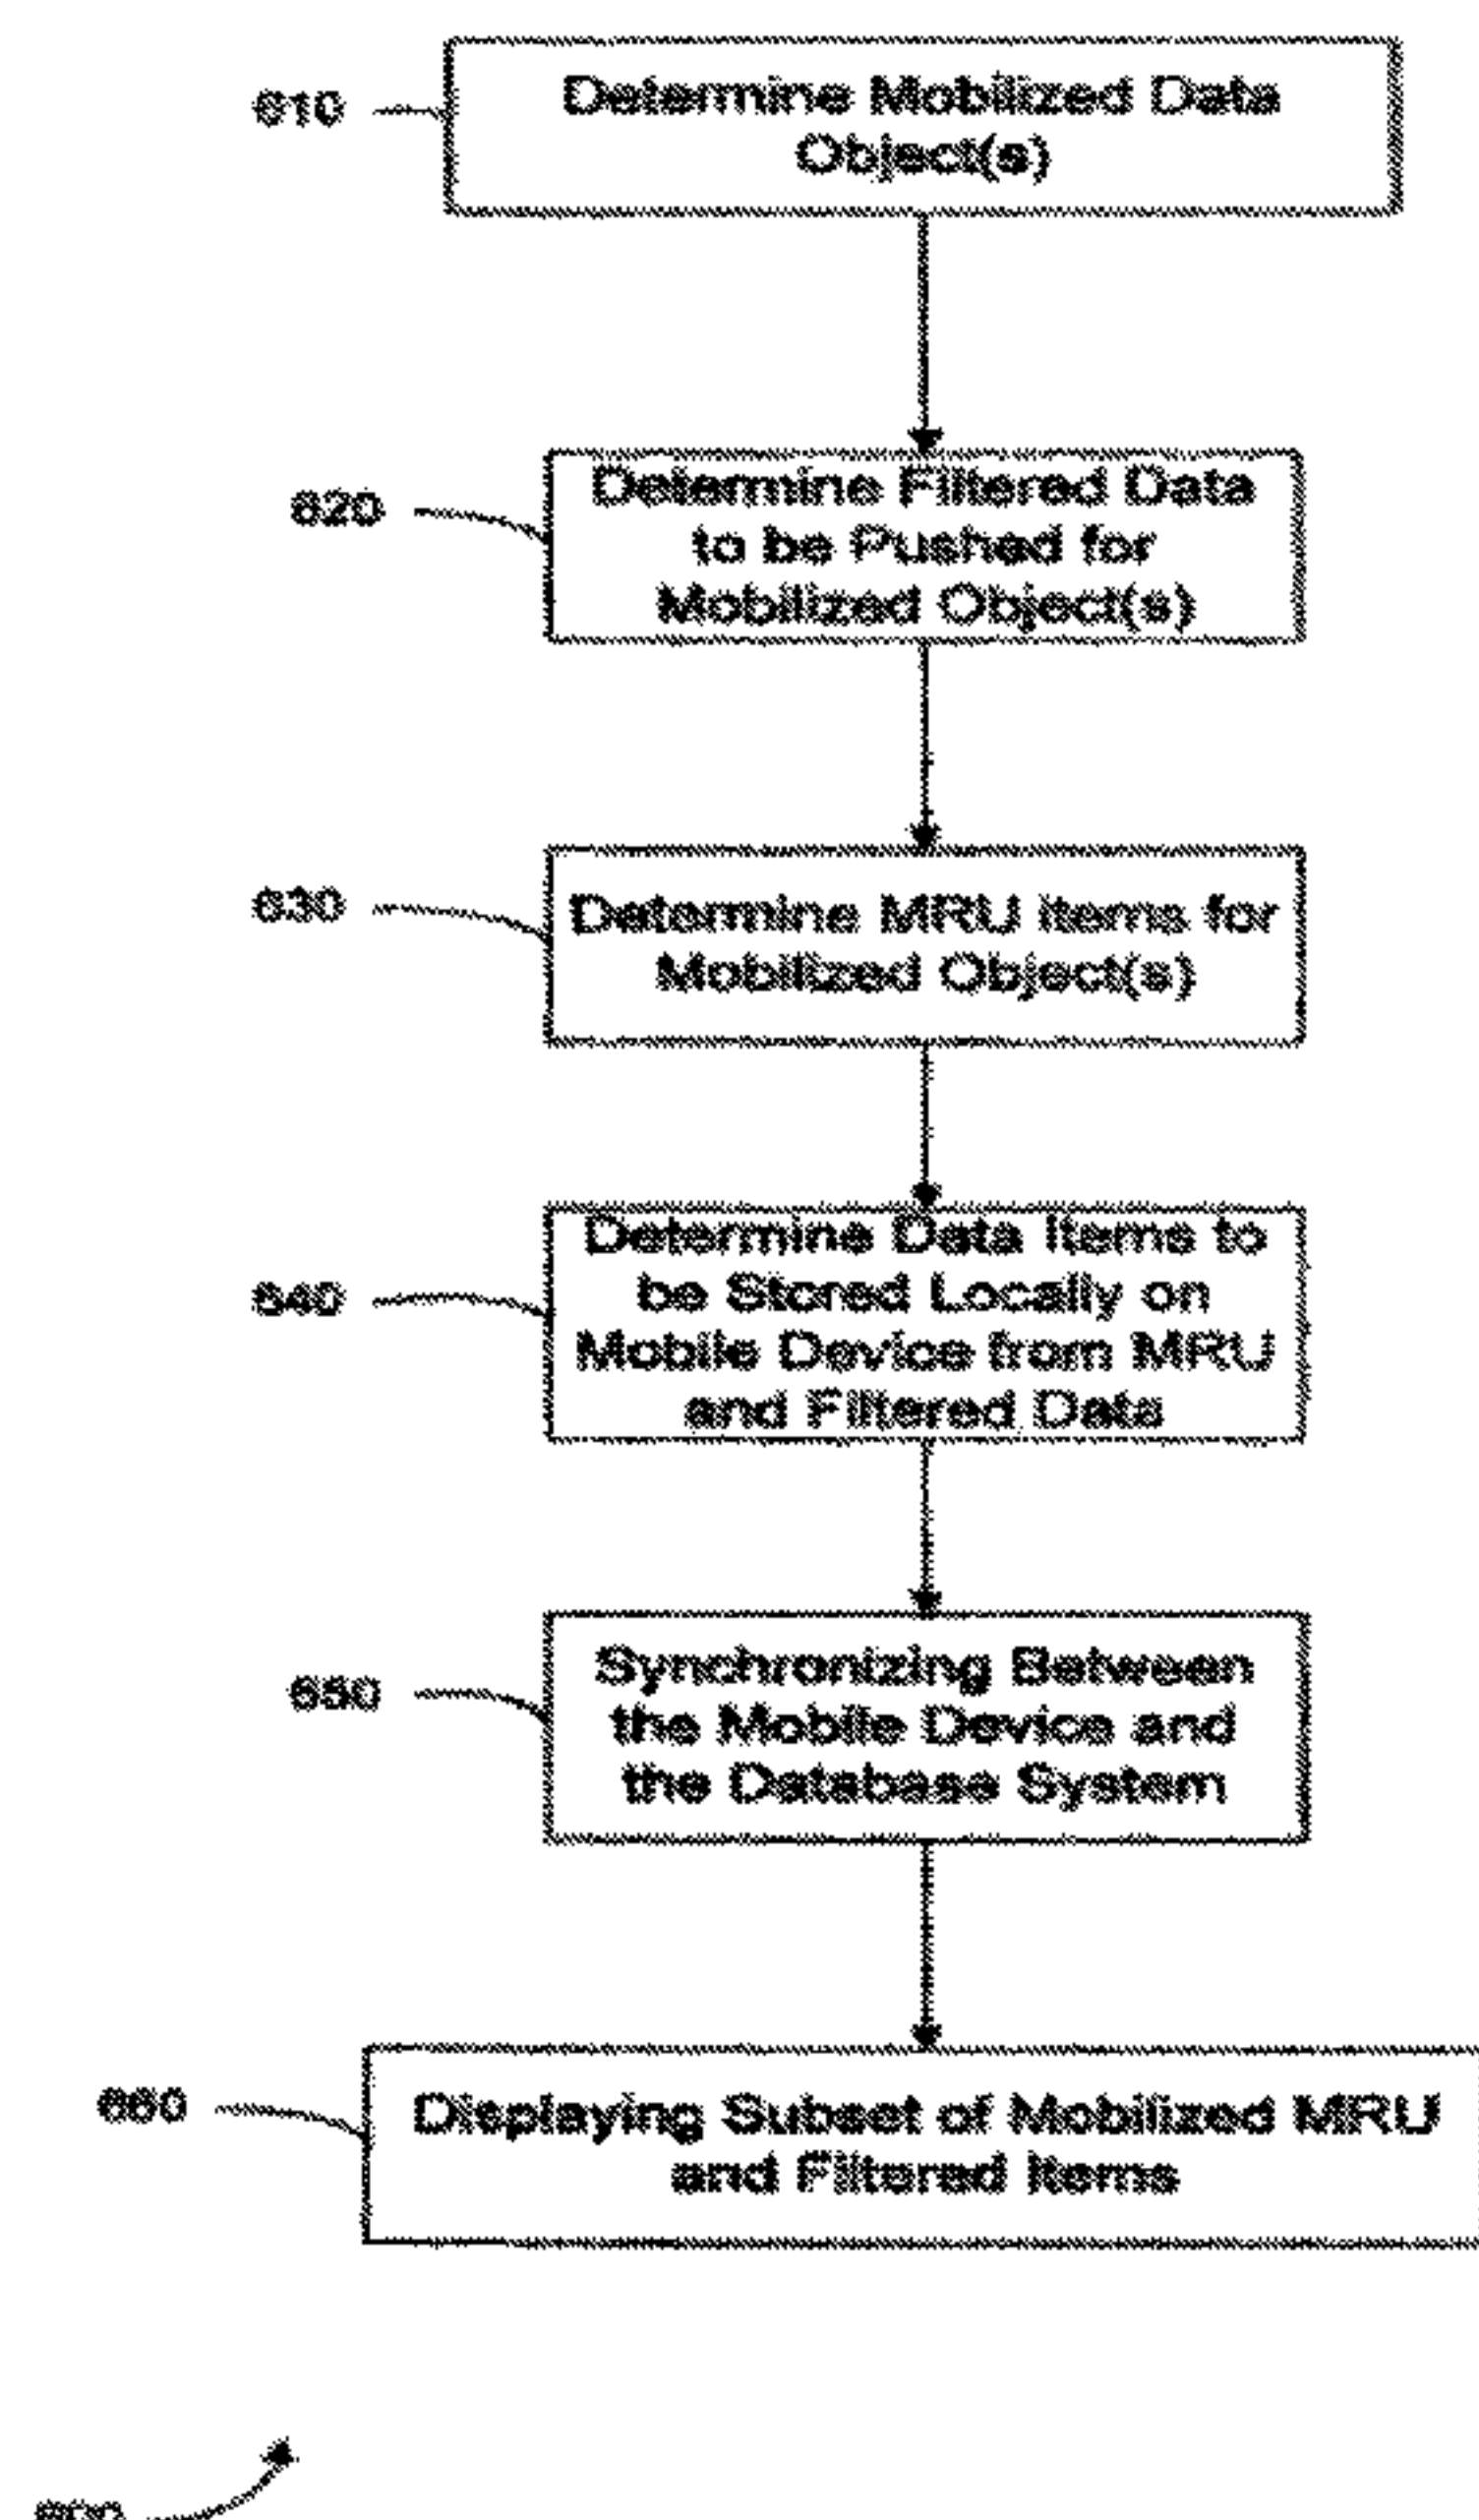 610
Determine Mobilized Data
Object(s)
620
Determine Filtered Data
to be Pushed for
Mobilized Object(s)
630
Determine MRU items for
Mobilized Object(s)
640
Determine Data Items to
be Stored Locally on
Mobile Device from MRU
and Filtered Data
650
Synchronizing Between
the Mobile Device and
the Database System
660
Displaying Subset of Mobilized MRU
and Filtered Items